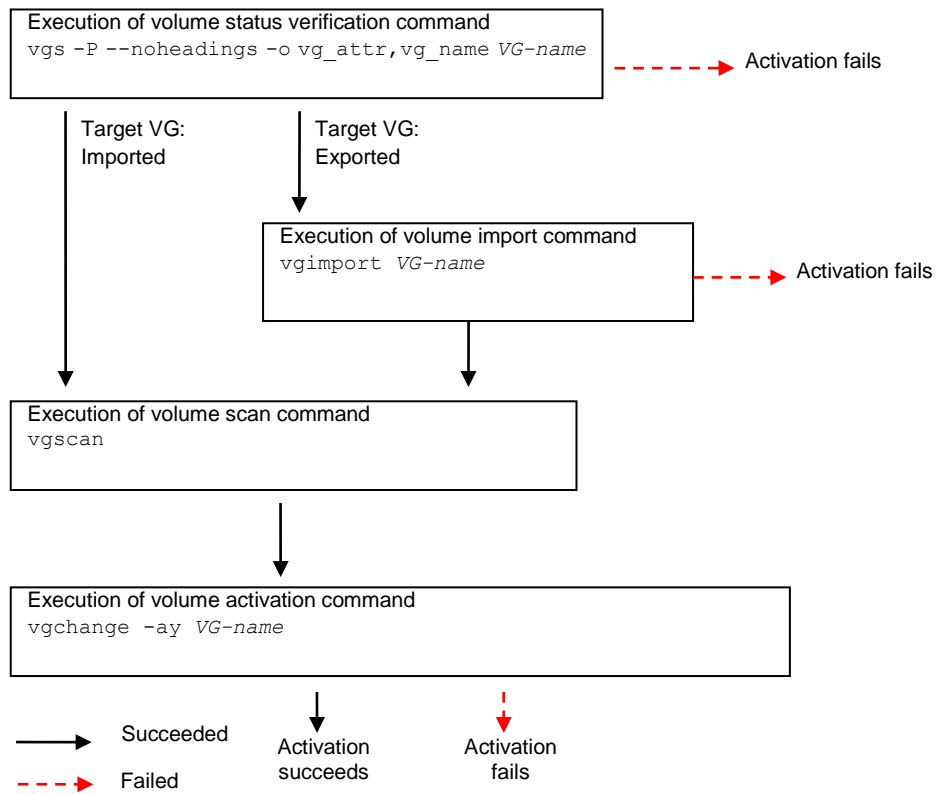 Execution of volume status verification command
vgs -P --noheadings -o vg_attr,vg_name VG-name
Activation fails
Target VG:
Imported
Target VG:
Exported
Execution of volume import command
vgimport VG-name
Activation fails
Execution of volume scan command
vgscan
Execution of volume activation command
vgchange -ay VG-name
Succeeded
Failed
Activation
succeeds
Activation
fails